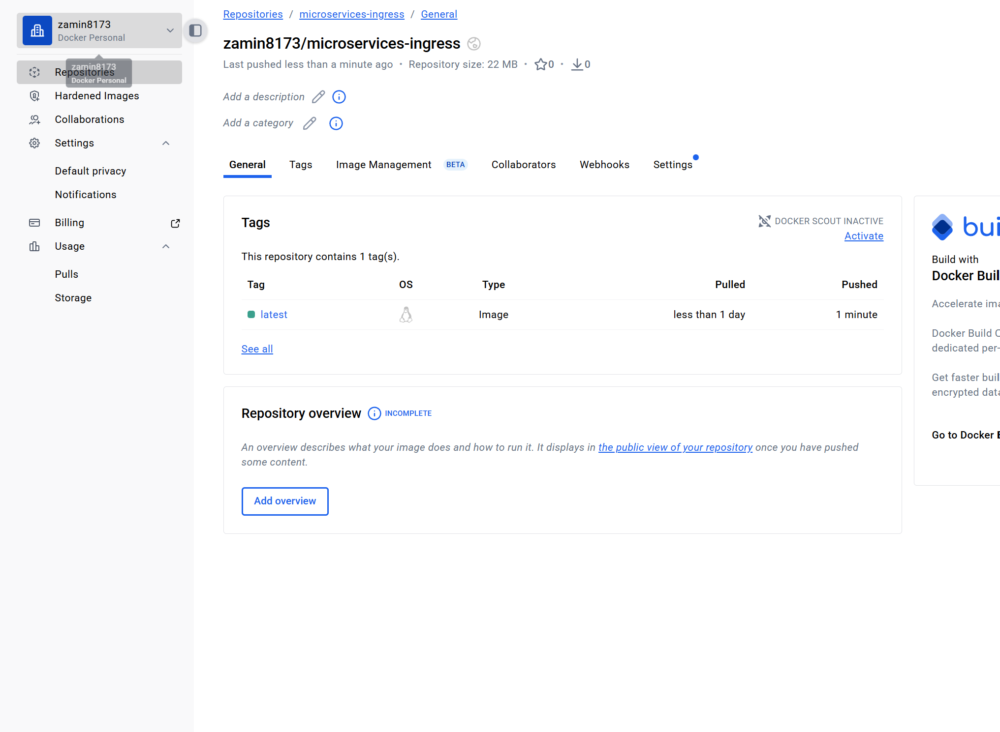 zamin8173
Docker Personal
zamin8173
Docker Personal
Repositories
Hardened Images
Collaborations
Settings
Default privacy
Notifications
Billing
Usage
Pulls
Storage
Repositories / microservices-ingress / General
zamin8173/microservices-ingress
Last pushed less than a minute ago • Repository size: 22 MB • 0 • 0
Add a description
Add a category
General Tags Image Management BETA Collaborators Webhooks Settings
Tags
DOCKER SCOUT INACTIVE
Activate
This repository contains 1 tag(s).
Tag OS Type Pulled Pushed
latest Image less than 1 day 1 minute
See all
Repository overview INCOMPLETE
An overview describes what your image does and how to run it. It displays in the public view of your repository once you have pushed
some content.
Add overview
Build with
Docker
Accelerate
Docker Build
dedicated per-
Get faster
encrypted
Go to Docker